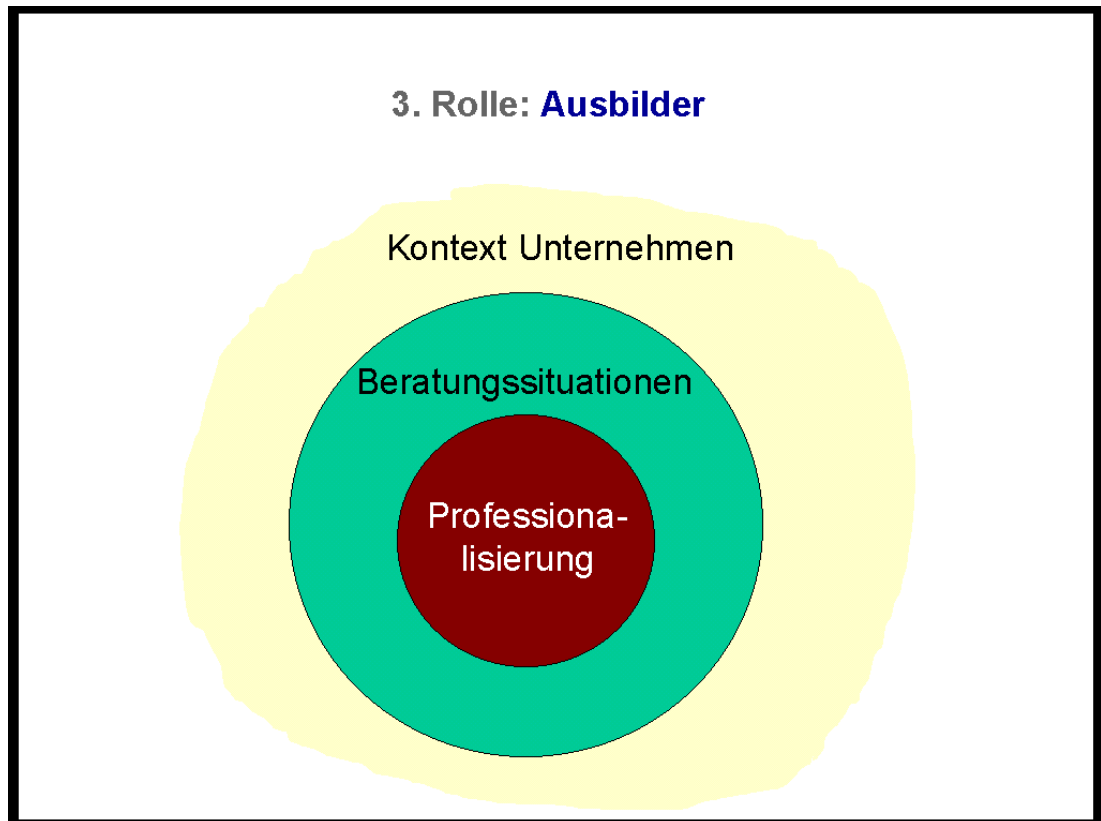 3. Rolle: Ausbilder
Kontext Unternehmen
Beratungssituationen
Professiona-
lisierung